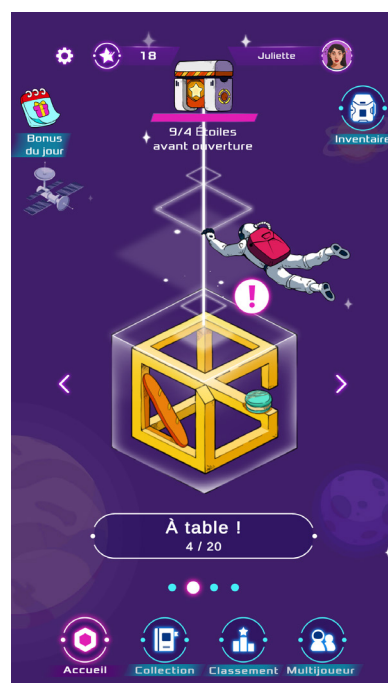 18
Juliette
Bonus
du jour
9/4 Étoiles
avant ouverture
Inventaire
!
À table !
4 / 20
Accueil
Collection
Classement
Multijoueur